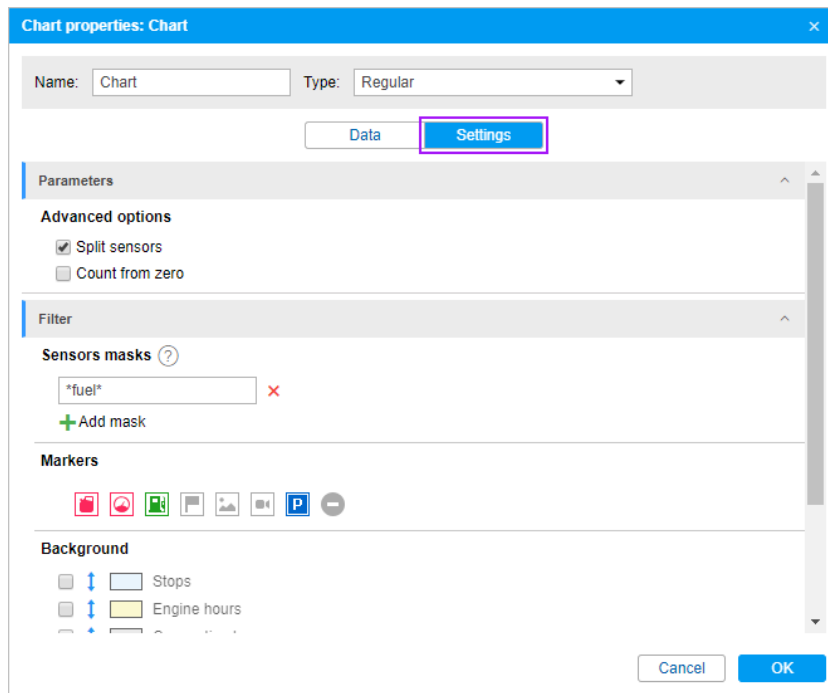 Chart properties: Chart ×
Name: Chart Type: Regular
Data Settings
Parameters
Advanced options
Split sensors
Count from zero
Filter
Sensors masks ?
*fuel*
Add mask
Markers
P
Background
Stops
Engine hours
Cancel OK